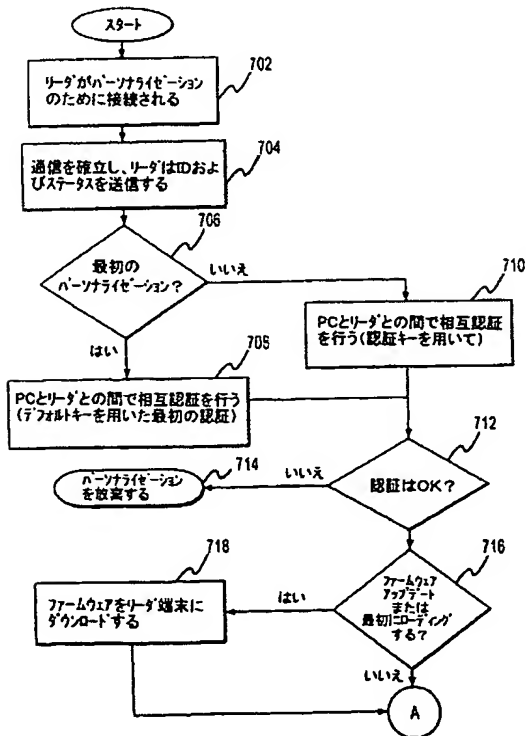 スタート
リーダがパーソナライゼーション
のために接続される
702
通信を確立し、リーダはIDおよ
びステータスを送信する
704
706
最初の
パーソナライゼーション?
いいえ
はい
710
PCとリーダとの間で相互認証
を行う(認証キーを用いて)
705
PCとリーダとの間で相互認証を行う
(デフォルトキーを用いた最初の認証)
712
認証はOK?
いいえ
714
パーソナライゼーション
を放棄する
716
ファームウェア
アップデート
または
最初にローディング
する?
はい
いいえ
718
ファームウェアをリーダ端末に
ダウンロードする
A